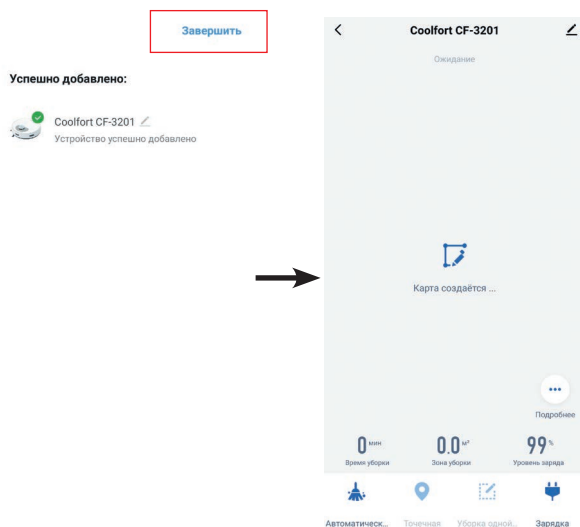 Завершить
Успешно добавлено:
Coolfort CF-3201
Устройство успешно добавлено
Coolfort CF-3201
Ожидание
Карта создаётся ...
Подробнее
0 мин 0.0 м² 99 %
Время уборки Зона уборки Уровень заряда
Автоматическ... Точечная Уборка одной... Зарядка